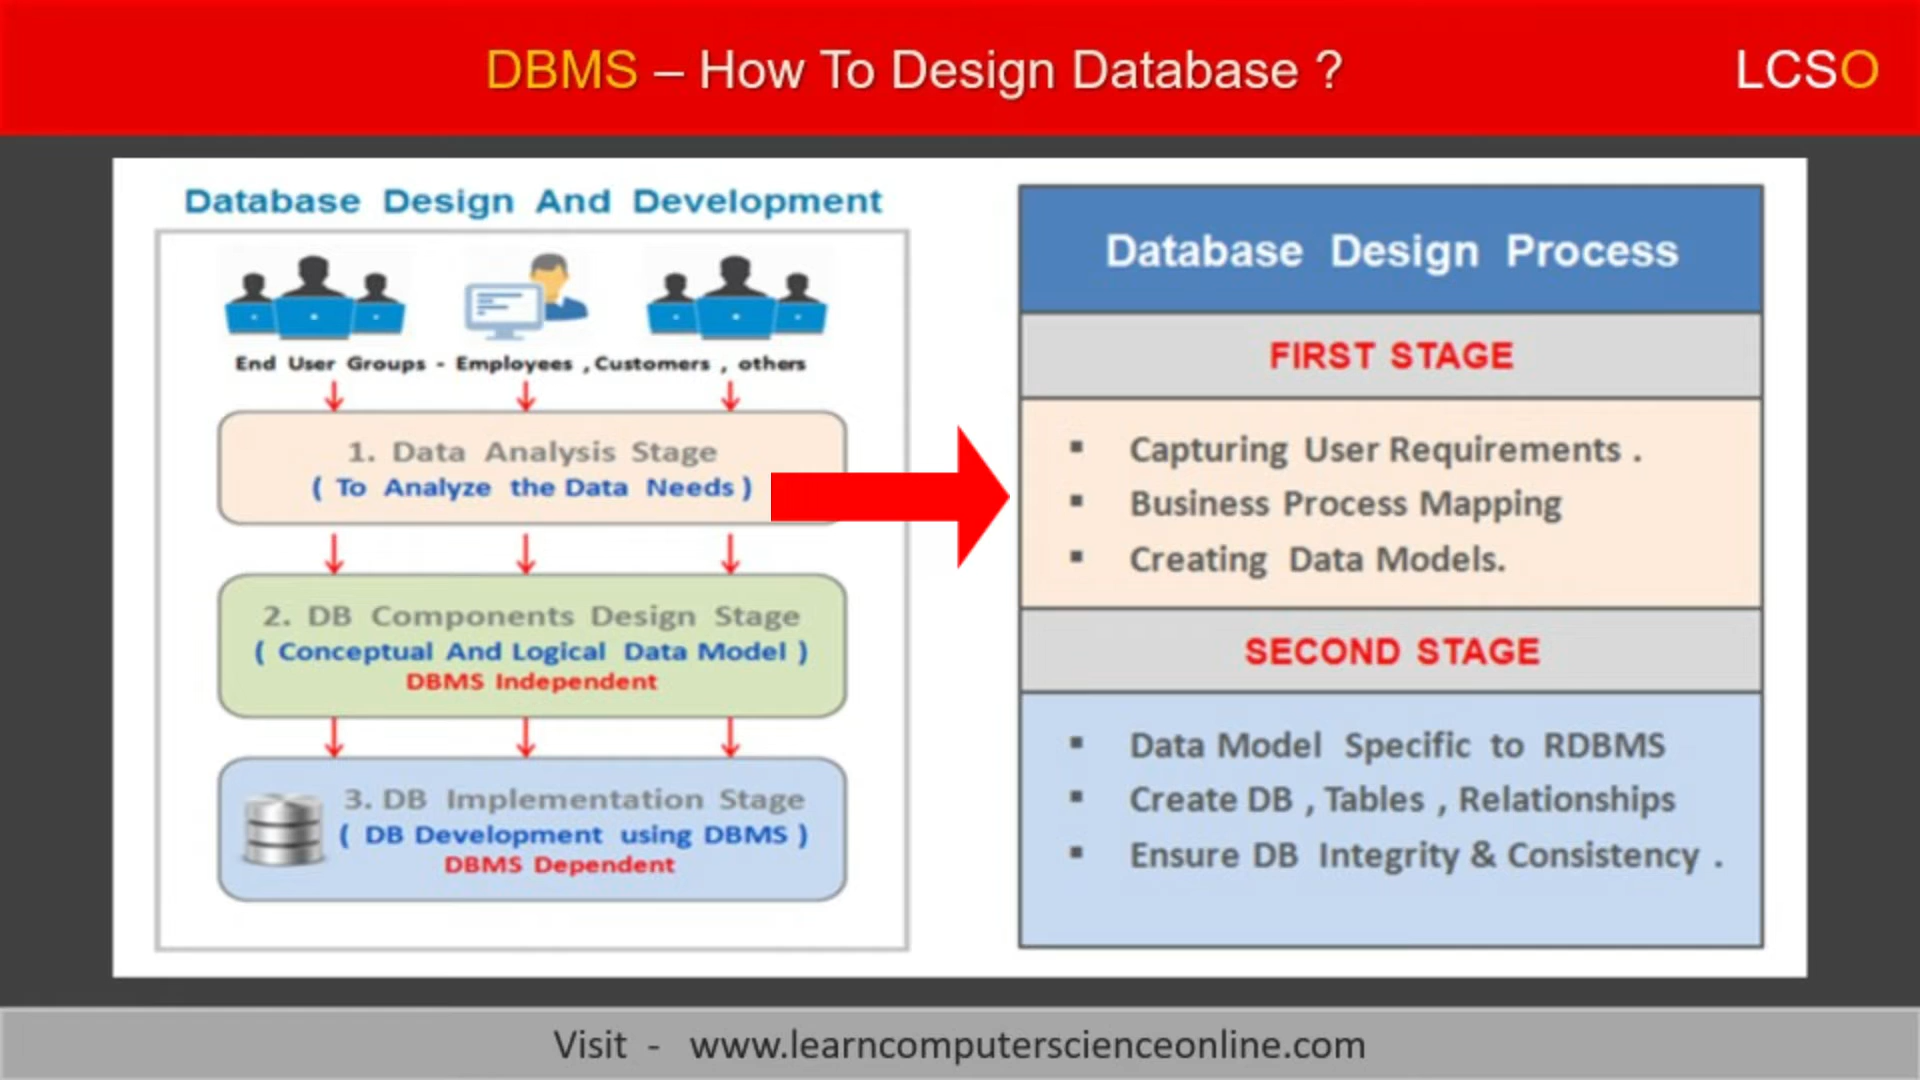 DBMS – How To Design Database ?
LCSO
Database Design And Development
End User Groups - Employees , Customers , others
1. Data Analysis Stage
( To Analyze the Data Needs )
2. DB Components Design Stage
( Conceptual And Logical Data Model )
DBMS Independent
3. DB Implementation Stage
( DB Development using DBMS )
DBMS Dependent
Database Design Process
FIRST STAGE
▪ Capturing User Requirements .
▪ Business Process Mapping
▪ Creating Data Models.
SECOND STAGE
▪ Data Model Specific to RDBMS
▪ Create DB , Tables , Relationships
▪ Ensure DB Integrity & Consistency .
Visit - www.learncomputerscienceonline.com